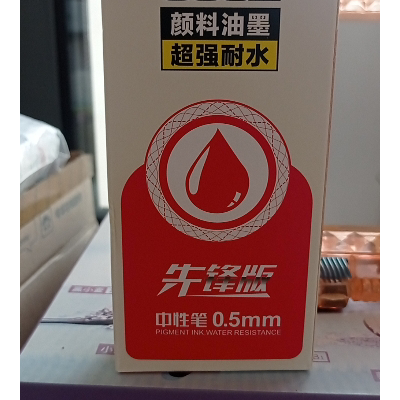 颜料油墨
超强耐水
先锋版
中性笔 0.5mm
PIGMENT INK.WATER RESISTANCE